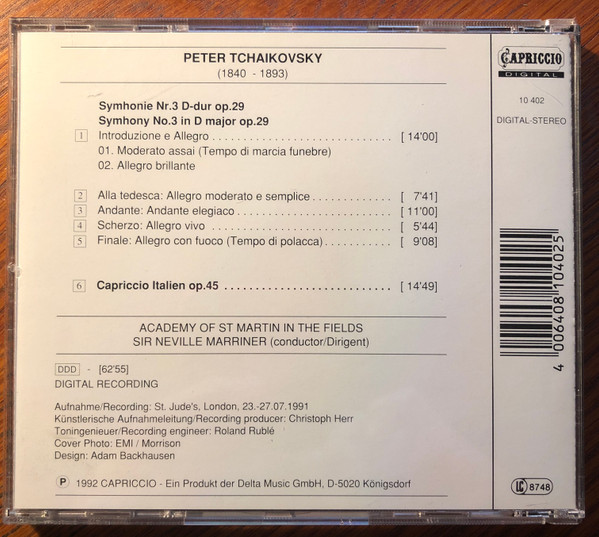 PETER TCHAIKOVSKY
(1840 - 1893)
Symhonie Nr.3 D-dur op.29
Symphony No.3 in D major op.29
1 Introduzione e Allegro . . . . . . . . . . . . . . . . . . . . . . . . . [ 14'00]
01. Moderato assai (Tempo di marcia funebre)
02. Allegro brillante
2 Alla tedesca: Allegro moderato e semplice . . . . . . . . . . . . . [ 7'41]
3 Andante: Andante elegiaco . . . . . . . . . . . . . . . . . . . . . . [ 11'00]
4 Scherzo: Allegro vivo . . . . . . . . . . . . . . . . . . . . . . . . . . [ 5'44]
5 Finale: Allegro con fuoco (Tempo di polacca) . . . . . . . . . . . [ 9'08]
6 Capriccio Italien op.45 . . . . . . . . . . . . . . . . . . . . . . . . . . [ 14'49]
ACADEMY OF ST MARTIN IN THE FIELDS
SIR NEVILLE MARRINER (conductor/Dirigent)
DDD - [62'55]
DIGITAL RECORDING
Aufnahme/Recording: St. Jude's, London, 23.-27.07.1991
Künstlerische Aufnahmeleitung/Recording producer: Christoph Herr
Toningenieuer/Recording engineer: Roland Rublé
Cover Photo: EMI / Morrison
Design: Adam Backhausen
P 1992 CAPRICCIO - Ein Produkt der Delta Music GmbH, D-5020 Königsdorf
CAPRICCIO
DIGITAL
10 402
DIGITAL-STEREO
4 006408 104025
LC 8748